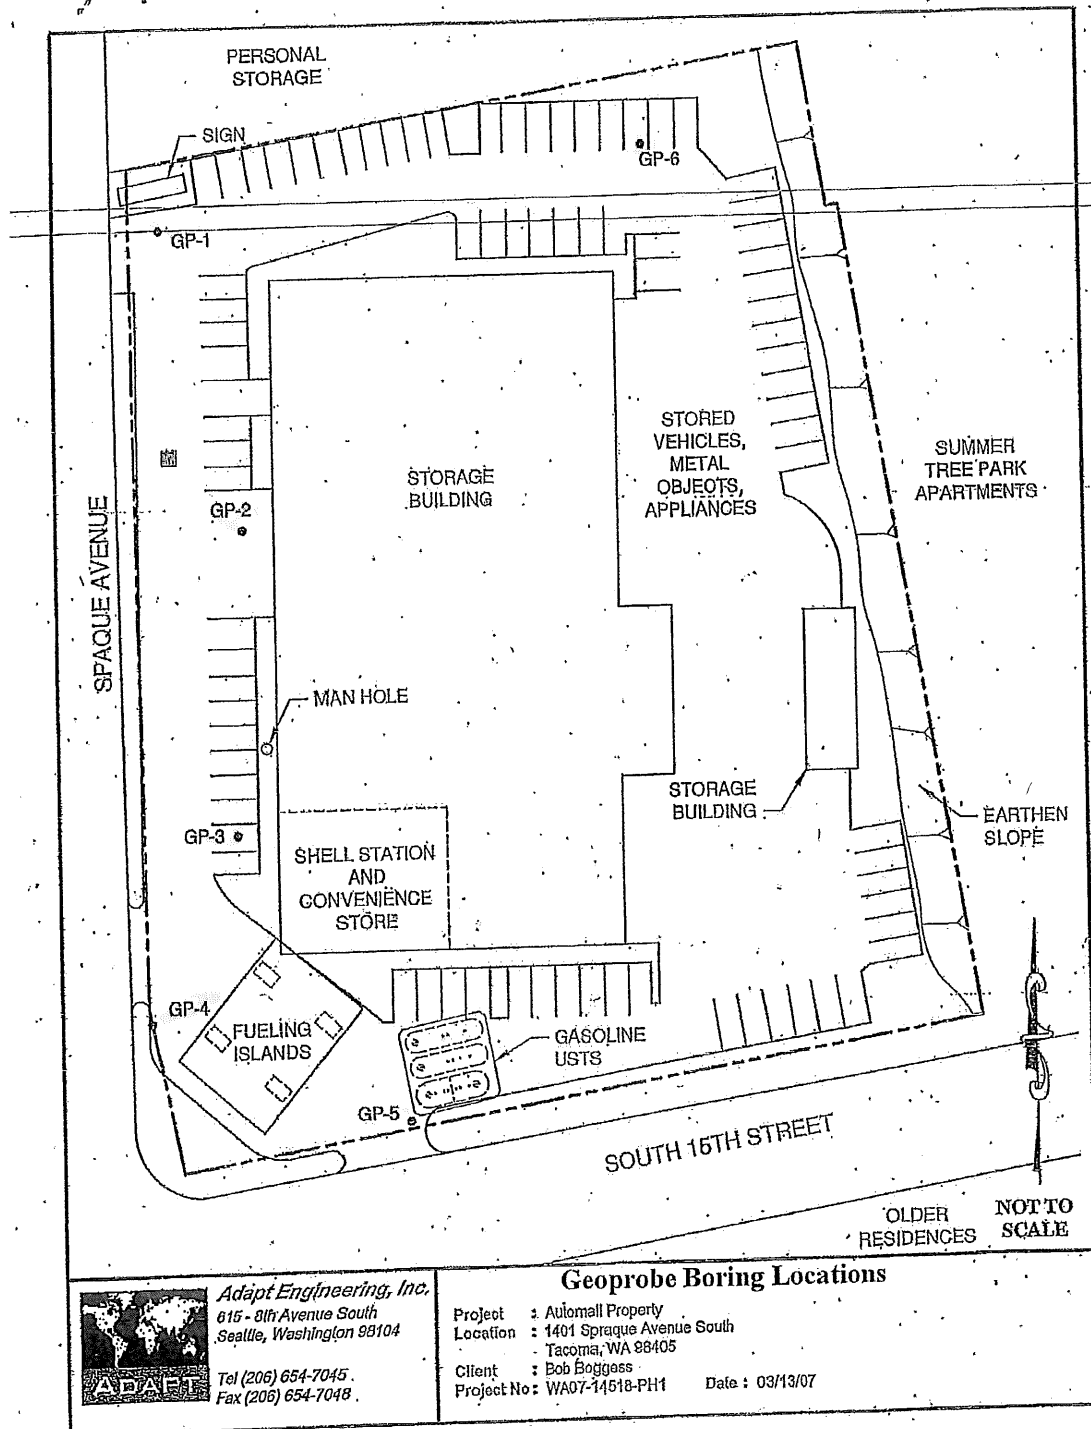 PERSONAL
STORAGE
SIGN
GP-6
GP-1
STORED
VEHICLES,
METAL
OBJECTS,
APPLIANCES
SUMMER
TREE PARK
APARTMENTS
STORAGE
BUILDING
GP-2
SPAQUE AVENUE
MAN HOLE
STORAGE
BUILDING
EARTHEN
SLOPE
GP-3
SHELL STATION
AND
CONVENIENCE
STORE
GP-4
FUELING
ISLANDS
GASOLINE
USTS
GP-5
SOUTH 15TH STREET
OLDER
RESIDENCES
NOT TO
SCALE
Geoprobe Boring Locations
Adapt Engineering, Inc.
615 - 8th Avenue South
Seattle, Washington 98104
Tel (206) 654-7045
Fax (206) 654-7048
ADAPT
Project : Automall Property
Location : 1401 Sprague Avenue South
Tacoma, WA 98405
Client : Bob Boggess
Project No : WA07-14518-PH1 Date : 03/13/07